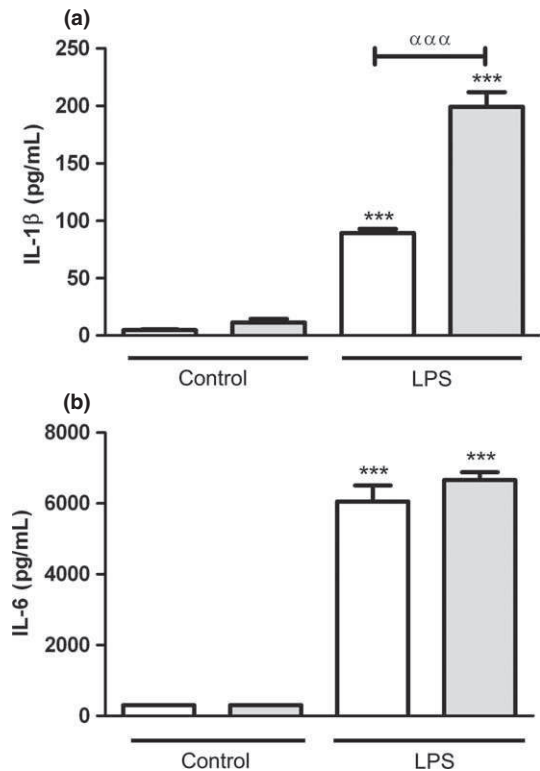 (a)
ααα
250
200
150
100
50
0
IL-1β (pg/mL)
***
***
Control
LPS
(b)
8000
6000
4000
2000
0
IL-6 (pg/mL)
***
***
Control
LPS